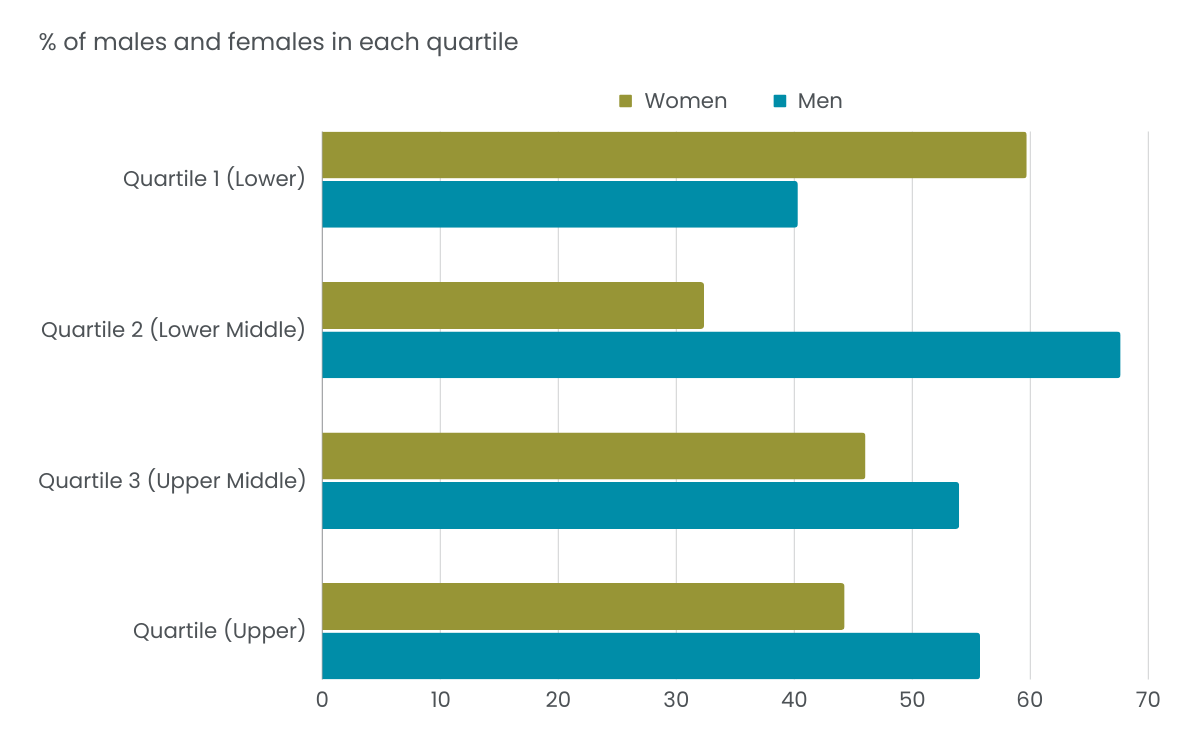 % of males and females in each quartile
Women Men
Quartile 1 (Lower)
Quartile 2 (Lower Middle)
Quartile 3 (Upper Middle)
Quartile (Upper)
0 10 20 30 40 50 60 70